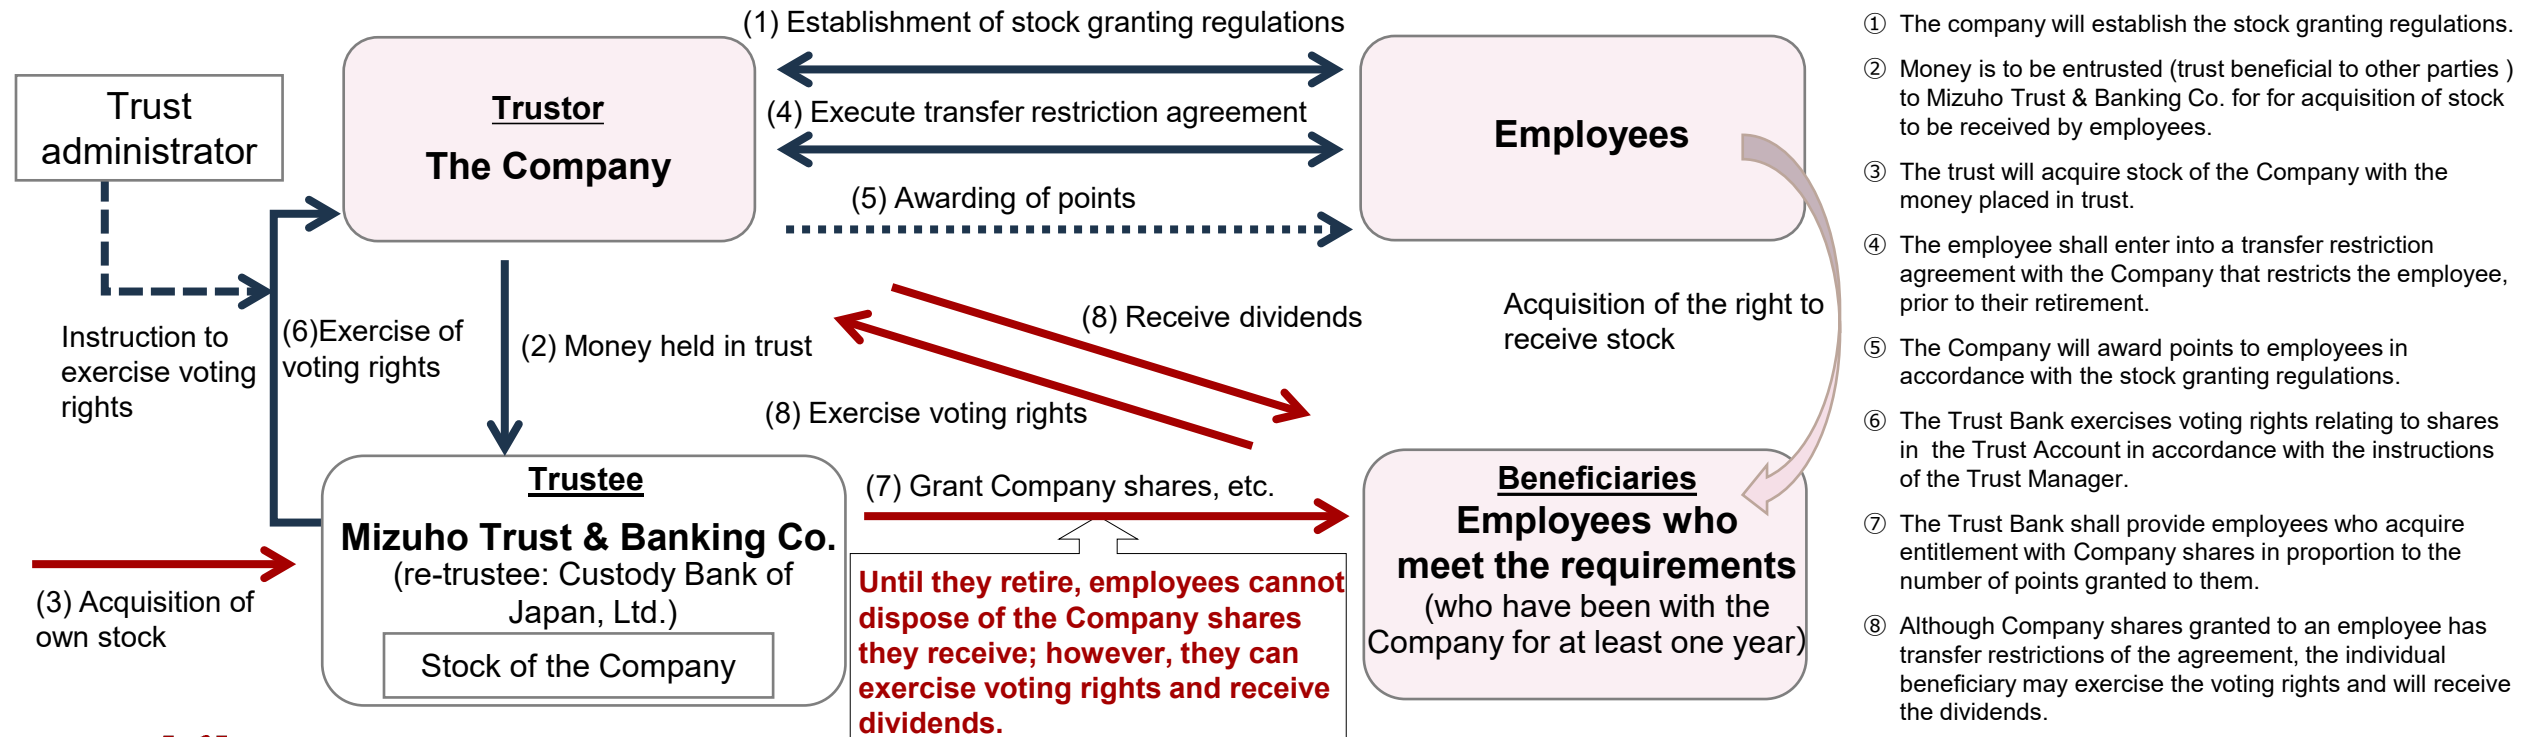 (1) Establishment of stock granting regulations
Trust
administrator
Trustor
The Company
(4) Execute transfer restriction agreement
Employees
(5) Awarding of points
Instruction to
exercise voting
rights
(6)Exercise of
voting rights
(2) Money held in trust
(8) Receive dividends
(8) Exercise voting rights
Acquisition of the right to
receive stock
(3) Acquisition of
own stock
Trustee
Mizuho Trust & Banking Co.
(re-trustee: Custody Bank of
Japan, Ltd.)
Stock of the Company
(7) Grant Company shares, etc.
Until they retire, employees cannot
dispose of the Company shares
they receive; however, they can
exercise voting rights and receive
dividends.
Beneficiaries
Employees who
meet the requirements
(who have been with the
Company for at least one year)
① The company will establish the stock granting regulations.
② Money is to be entrusted (trust beneficial to other parties )
to Mizuho Trust & Banking Co. for for acquisition of stock
to be received by employees.
③ The trust will acquire stock of the Company with the
money placed in trust.
④ The employee shall enter into a transfer restriction
agreement with the Company that restricts the employee,
prior to their retirement.
⑤ The Company will award points to employees in
accordance with the stock granting regulations.
⑥ The Trust Bank exercises voting rights relating to shares
in the Trust Account in accordance with the instructions
of the Trust Manager.
⑦ The Trust Bank shall provide employees who acquire
entitlement with Company shares in proportion to the
number of points granted to them.
⑧ Although Company shares granted to an employee has
transfer restrictions of the agreement, the individual
beneficiary may exercise the voting rights and will receive
the dividends.